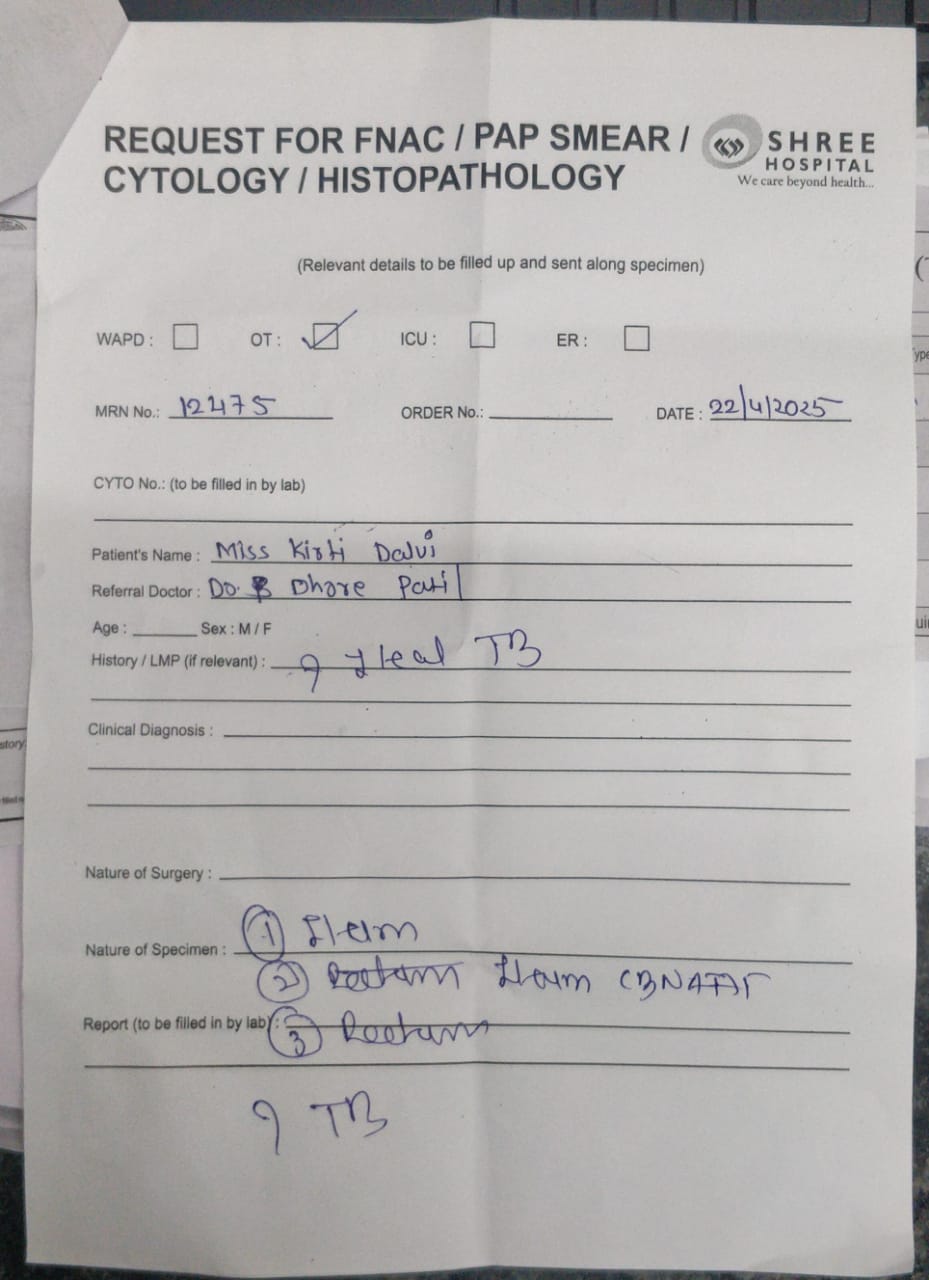 REQUEST FOR FNAC / PAP SMEAR /
CYTOLOGY / HISTOPATHOLOGY
SHREE
HOSPITAL
We care beyond health...
(Relevant details to be filled up and sent along specimen)
WAPD : OT : ICU : ER :
MRN No.: 12475 ORDER No.: DATE : 22/4/2025
CYTO No.: (to be filled in by lab)
Patient's Name : Miss Kirti Dalvi
Referral Doctor : Dhore Patil
Age : Sex : M / F
History / LMP (if relevant) : ? Ileal TB
Clinical Diagnosis :
Nature of Surgery :
Nature of Specimen : ① Ileum
② Ileum CBNAAT
Report (to be filled in by lab) : ③ Rectum
? TB